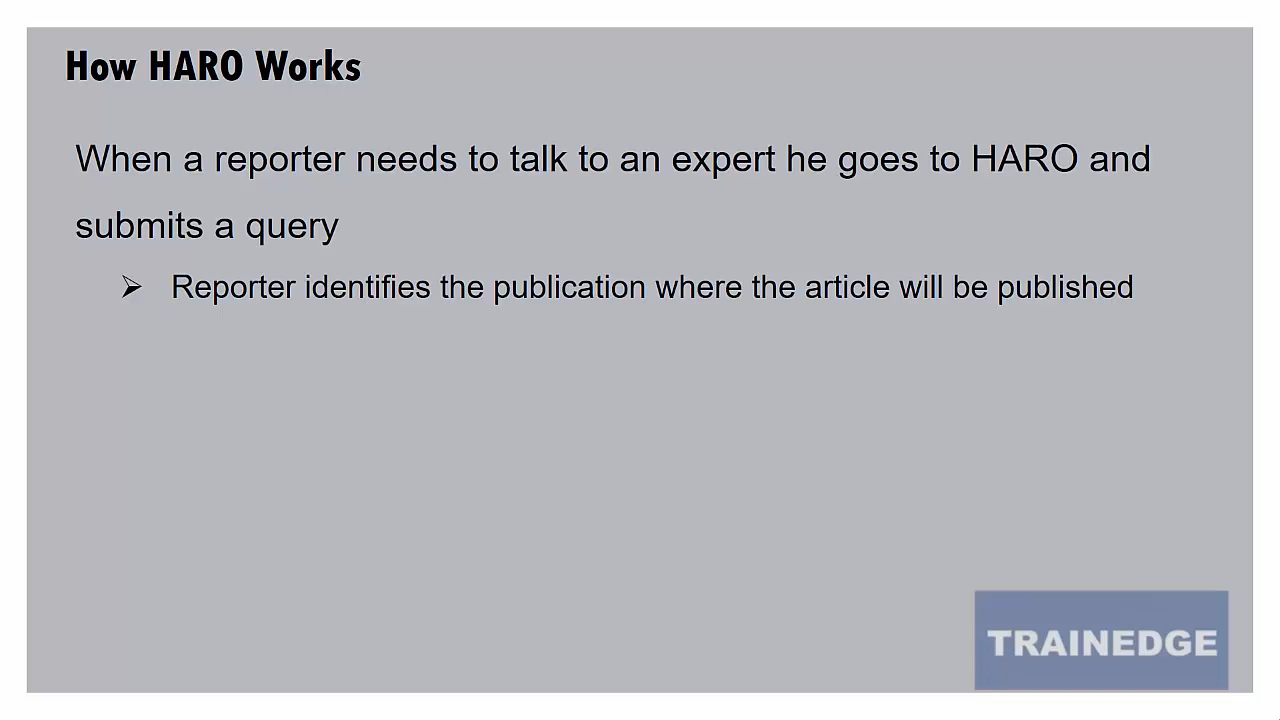 How HARO Works
When a reporter needs to talk to an expert he goes to HARO and
submits a query
Reporter identifies the publication where the article will be published
TRAINEDGE